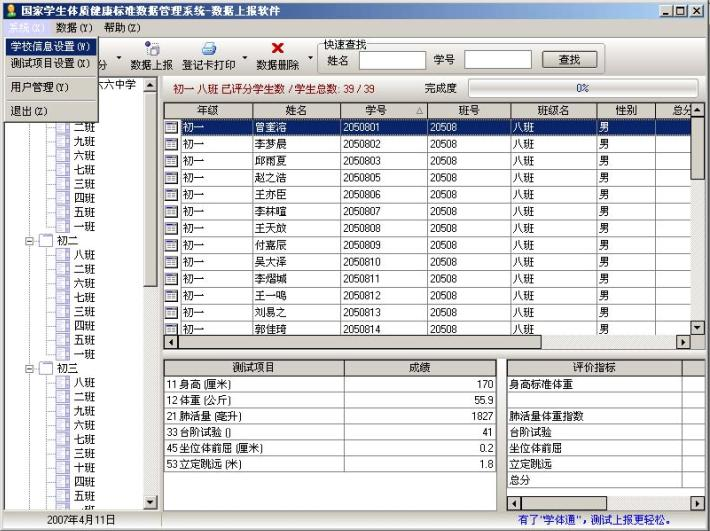 国家学生体质健康标准数据管理系统-数据上报软件
系统(X) 数据(Y) 帮助(Z)
学校信息设置(W)
测试项目设置(X)
用户管理(Y)
退出(Z)
分 数据上报 登记卡打印 数据删除
快速查找
姓名 学号 查找
六中学
二班
九班
六班
七班
三班
四班
五班
一班
初二
八班
二班
六班
七班
三班
四班
五班
一班
初三
八班
二班
九班
六班
七班
三班
十班
四班
五班
初一 八班 已评分学生数 / 学生总数: 39 / 39 完成度 0%
年级 姓名 学号 班号 班级名 性别 总分
初一 曾奎溶 2050801 20508 八班 男
初一 李梦晨 2050802 20508 八班 男
初一 邱雨夏 2050803 20508 八班 男
初一 赵之浩 2050805 20508 八班 男
初一 王亦臣 2050806 20508 八班 男
初一 李林暄 2050807 20508 八班 男
初一 王天放 2050808 20508 八班 男
初一 付嘉辰 2050809 20508 八班 男
初一 吴大泽 2050810 20508 八班 男
初一 李熠城 2050811 20508 八班 男
初一 王一鸣 2050812 20508 八班 男
初一 刘易之 2050813 20508 八班 男
初一 郭佳琦 2050814 20508 八班 男
测试项目 成绩
11 身高 (厘米) 170
12 体重 (公斤) 55.9
21 肺活量 (毫升) 1827
33 台阶试验 () 41
45 坐位体前屈 (厘米) 0.2
53 立定跳远 (米) 1.8
评价指标
身高标准体重
肺活量体重指数
台阶试验
坐位体前屈
立定跳远
总分
2007年4月11日
有了"学体通"，测试上报更轻松。